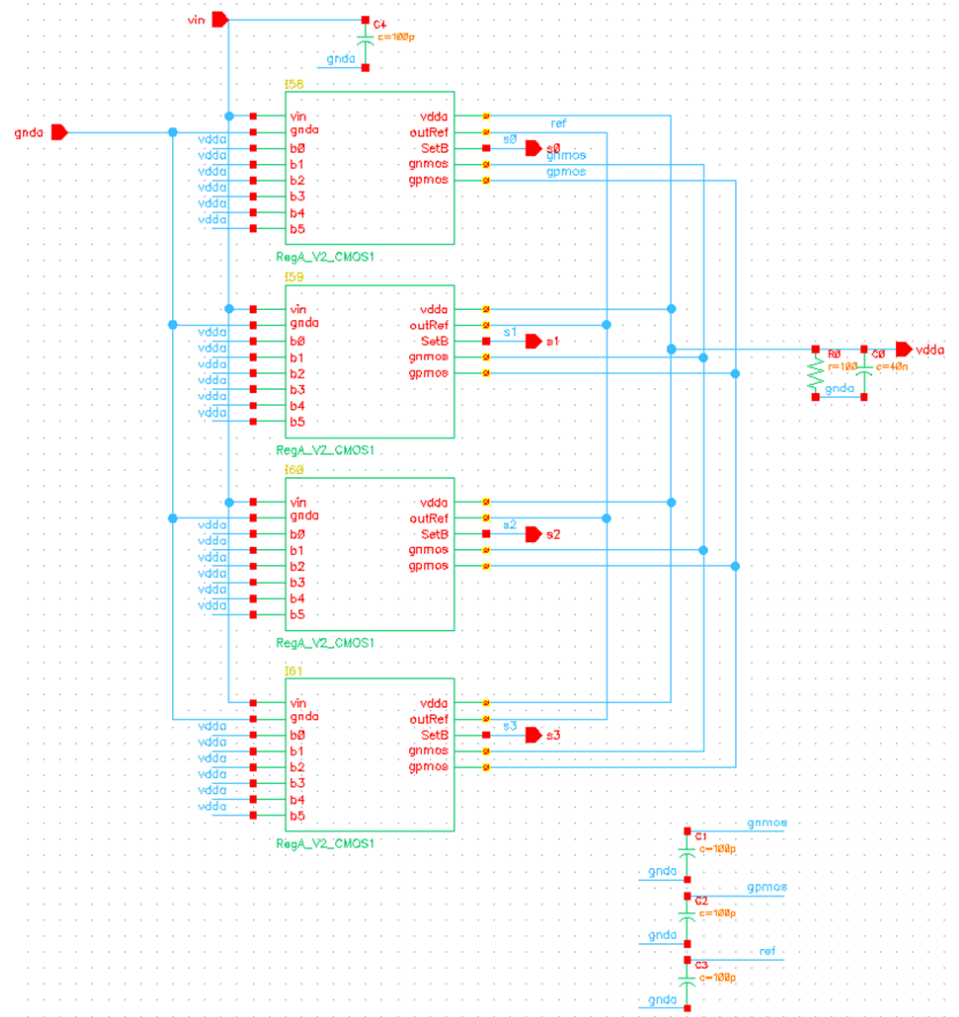 vin
C4
c=100p
gnda
I58
gnda
vin
vdda
ref
gnda
outRef
vdda
b0
SetB
s0
s0
vdda
b1
gnmos
gnmos
vdda
b2
gpmos
gpmos
vdda
b3
vdda
b4
vdda
b5
RegA_V2_CMOS1
I59
vin
vdda
gnda
outRef
vdda
b0
SetB
s1
s1
vdda
b1
gnmos
vdda
b2
gpmos
vdda
b3
vdda
b4
vdda
b5
RegA_V2_CMOS1
R0
r=100
C0
c=40n
vdda
gnda
I60
vin
vdda
gnda
outRef
vdda
b0
SetB
s2
s2
vdda
b1
gnmos
vdda
b2
gpmos
vdda
b3
vdda
b4
vdda
b5
RegA_V2_CMOS1
I61
vin
vdda
gnda
outRef
vdda
b0
SetB
s3
s3
vdda
b1
gnmos
vdda
b2
gpmos
vdda
b3
vdda
b4
vdda
b5
RegA_V2_CMOS1
gnmos
C1
c=100p
gnda
gpmos
C2
c=100p
gnda
ref
C3
c=100p
gnda